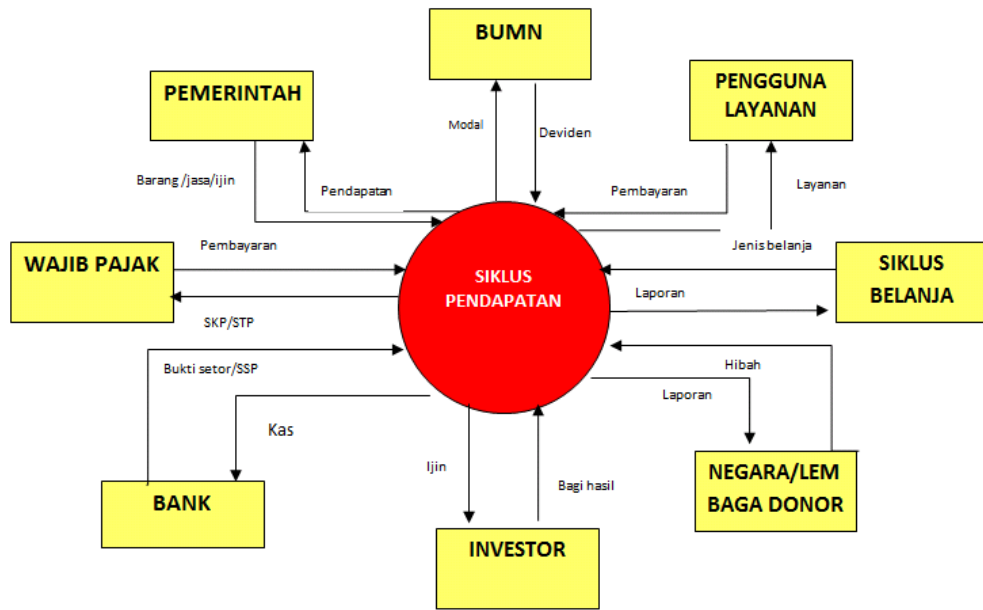 BUMN
PEMERINTAH
PENGGUNA
LAYANAN
Modal
Deviden
Barang /jasa/ijin
Pendapatan
Pembayaran
Layanan
Pembayaran
Jenis belanja
WAJIB PAJAK
SIKLUS
PENDAPATAN
SIKLUS
BELANJA
Laporan
SKP/STP
Bukti setor/SSP
Hibah
Laporan
Kas
Ijin
Bagi hasil
NEGARA/LEM
BAGA DONOR
BANK
INVESTOR